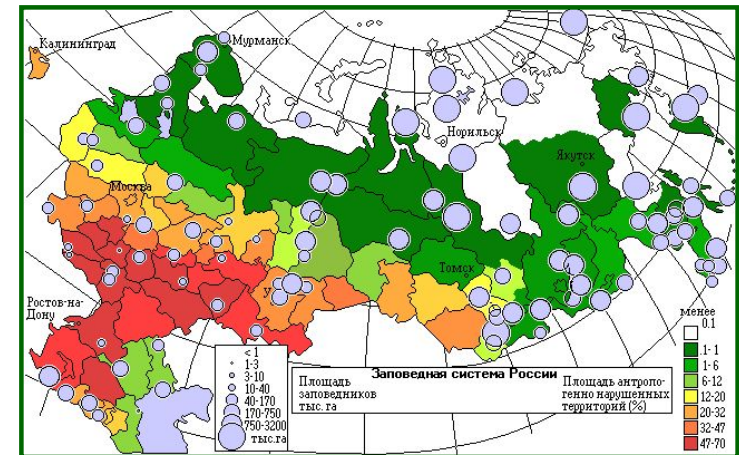 Калининград
Мурманск
Норильск
Якутск
Москва
Томск
У
Ростов-на-
Дону
< 1
1-3
3-10
10-40
40-170
170-750
750-3200
тыс.га
Заповедная система России
Площадь
заповедников
тыс. га
Площадь антропо-
генно нарушенных
территорий (%)
менее
0.1
.1- 1
1- 6
6-12
12-20
20-32
32-47
47-70